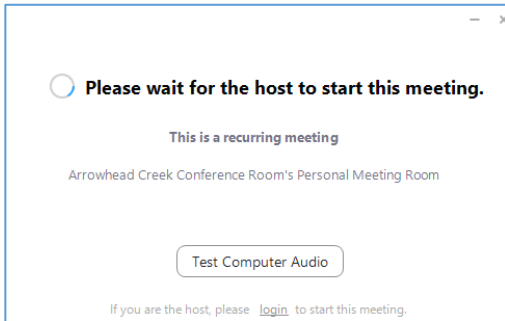 Please wait for the host to start this meeting.
This is a recurring meeting
Arrowhead Creek Conference Room's Personal Meeting Room
Test Computer Audio
If you are the host, please login to start this meeting.